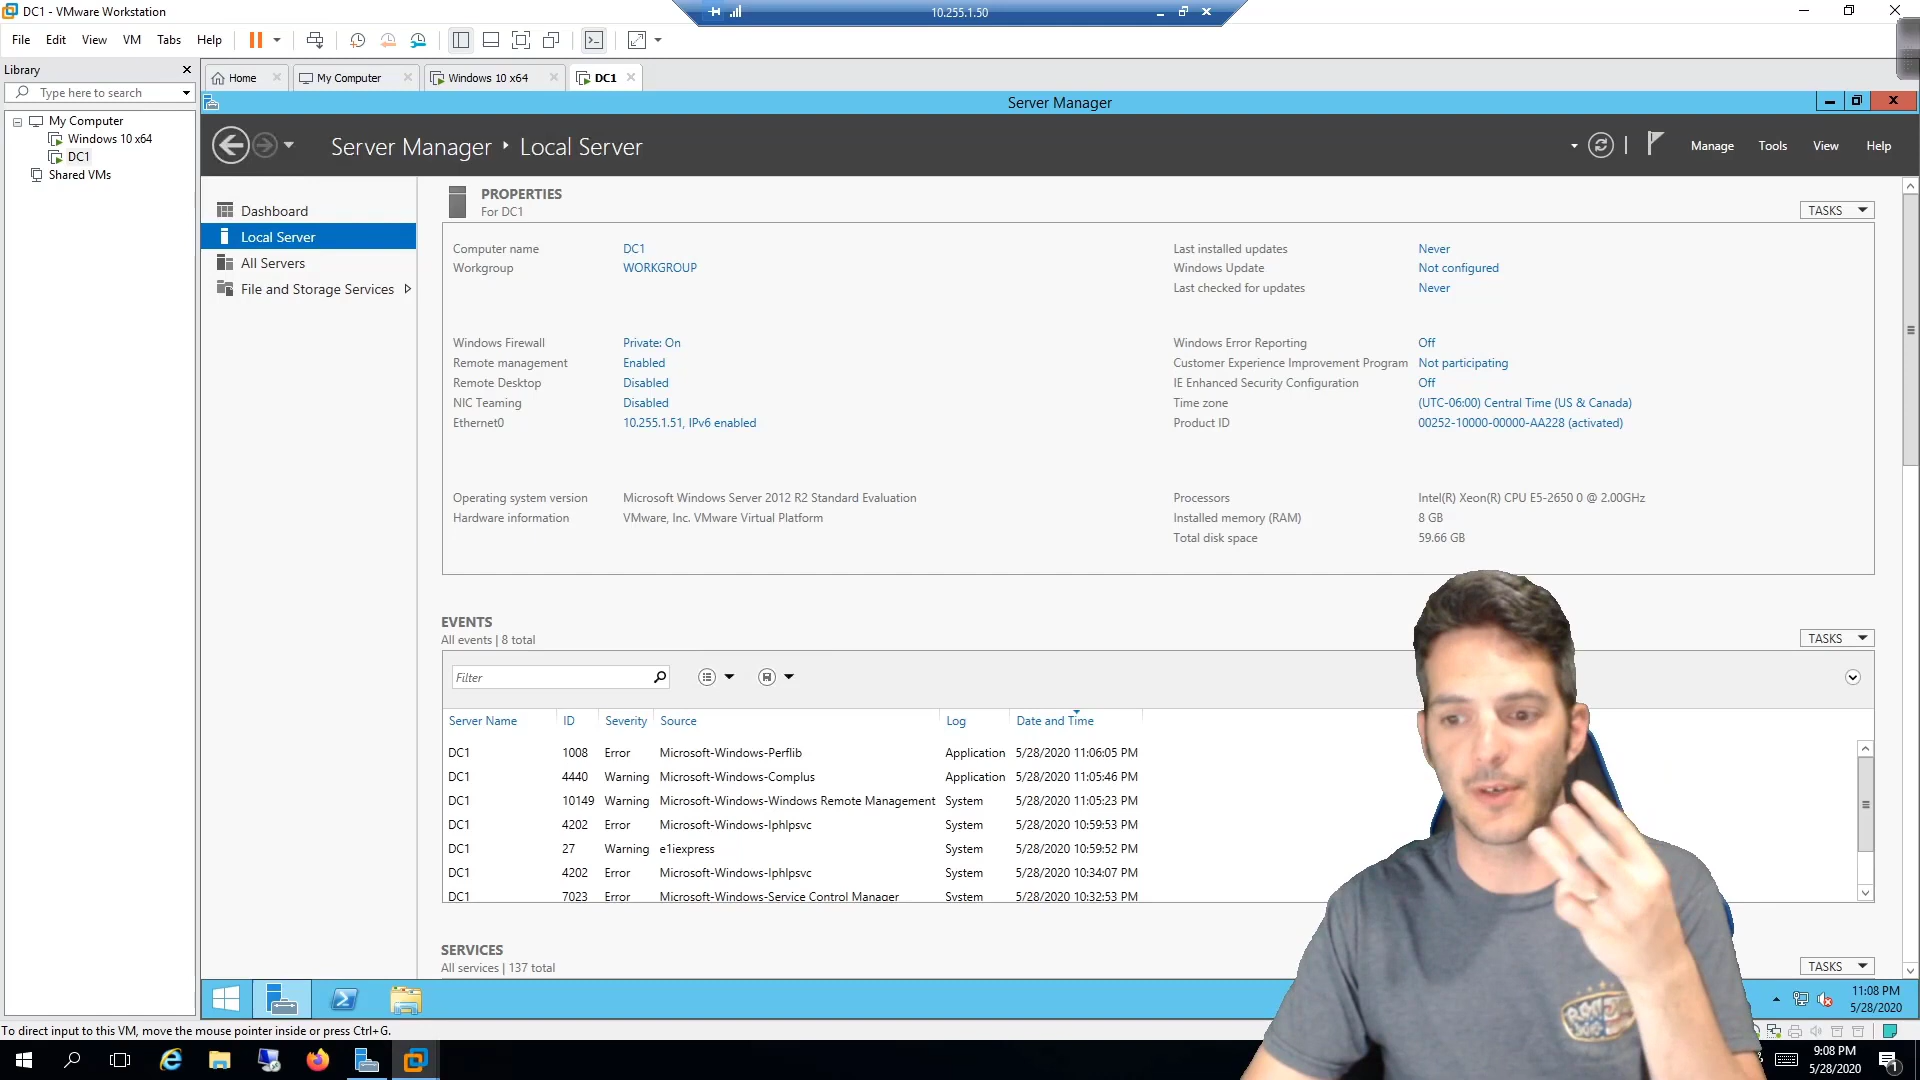 DC1 - VMware Workstation
10.255.1.50
File Edit View VM Tabs Help
Library
Type here to search
My Computer
Windows 10 x64
DC1
Shared VMs
Home
My Computer
Windows 10 x64
DC1
Server Manager
Server Manager Local Server
Manage Tools View Help
Dashboard
Local Server
All Servers
File and Storage Services
PROPERTIES
For DC1
TASKS
Computer name DC1
Workgroup WORKGROUP
Last installed updates Never
Windows Update Not configured
Last checked for updates Never
Windows Firewall Private: On
Remote management Enabled
Remote Desktop Disabled
NIC Teaming Disabled
Ethernet0 10.255.1.51, IPv6 enabled
Windows Error Reporting Off
Customer Experience Improvement Program Not participating
IE Enhanced Security Configuration Off
Time zone (UTC-06:00) Central Time (US & Canada)
Product ID 00252-10000-00000-AA228 (activated)
Operating system version Microsoft Windows Server 2012 R2 Standard Evaluation
Hardware information VMware, Inc. VMware Virtual Platform
Processors Intel(R) Xeon(R) CPU E5-2650 0 @ 2.00GHz
Installed memory (RAM) 8 GB
Total disk space 59.66 GB
EVENTS
All events | 8 total
TASKS
Filter
Server Name ID Severity Source Log Date and Time
DC1 1008 Error Microsoft-Windows-Perflib Application 5/28/2020 11:06:05 PM
DC1 4440 Warning Microsoft-Windows-Complus Application 5/28/2020 11:05:46 PM
DC1 10149 Warning Microsoft-Windows-Windows Remote Management System 5/28/2020 11:05:23 PM
DC1 4202 Error Microsoft-Windows-Iphlpsvc System 5/28/2020 10:59:53 PM
DC1 27 Warning e1iexpress System 5/28/2020 10:59:52 PM
DC1 4202 Error Microsoft-Windows-Iphlpsvc System 5/28/2020 10:34:07 PM
DC1 7023 Error Microsoft-Windows-Service Control Manager System 5/28/2020 10:32:53 PM
SERVICES
All services | 137 total
TASKS
11:08 PM
5/28/2020
To direct input to this VM, move the mouse pointer inside or press Ctrl+G.
9:08 PM
5/28/2020
1